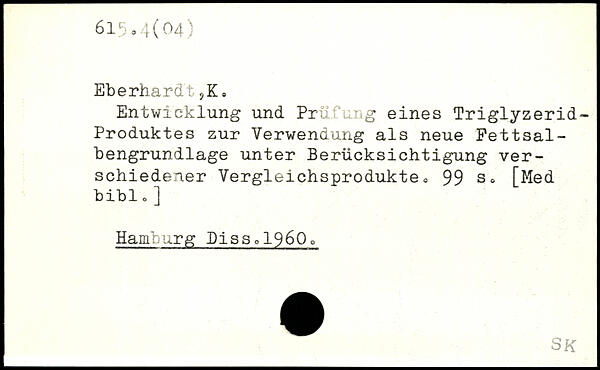 615.4(04)
Eberhardt,K.
Entwicklung und Prüfung eines Triglyzerid-
Produktes zur Verwendung als neue Fettsal-
bengrundlage unter Berücksichtigung ver-
schiedener Vergleichsprodukte. 99 s. [Med
bibl.]
Hamburg Diss.1960.
SK